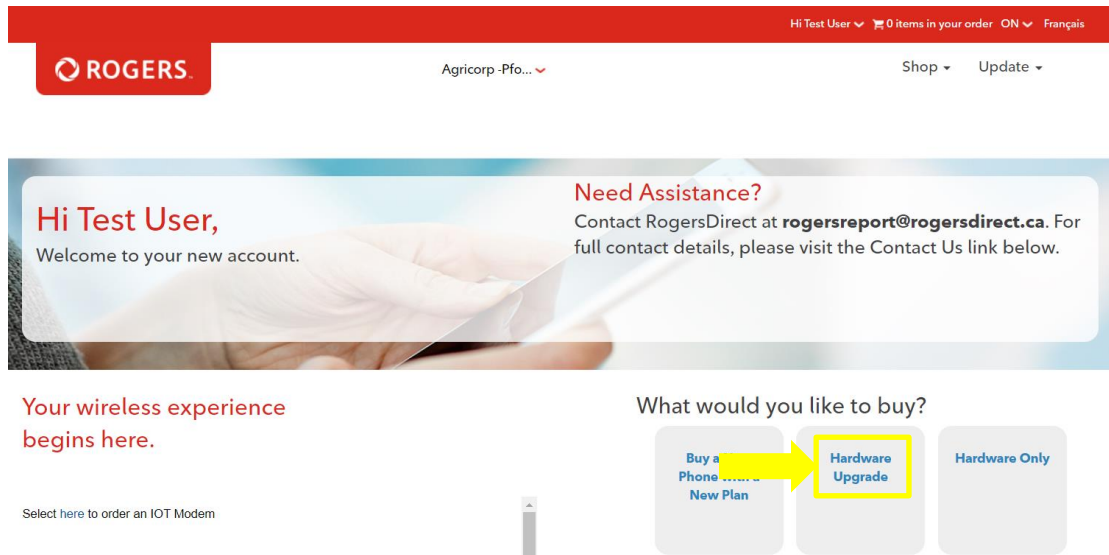 Hi Test User 0 items in your order ON Français
ROGERS™
Agricorp -Pfo...
Shop Update
Hi Test User,
Welcome to your new account.
Need Assistance?
Contact RogersDirect at rogersreport@rogersdirect.ca. For
full contact details, please visit the Contact Us link below.
Your wireless experience
begins here.
Select here to order an IOT Modem
What would you like to buy?
Buy a
Phone
New Plan
Hardware
Upgrade
Hardware Only